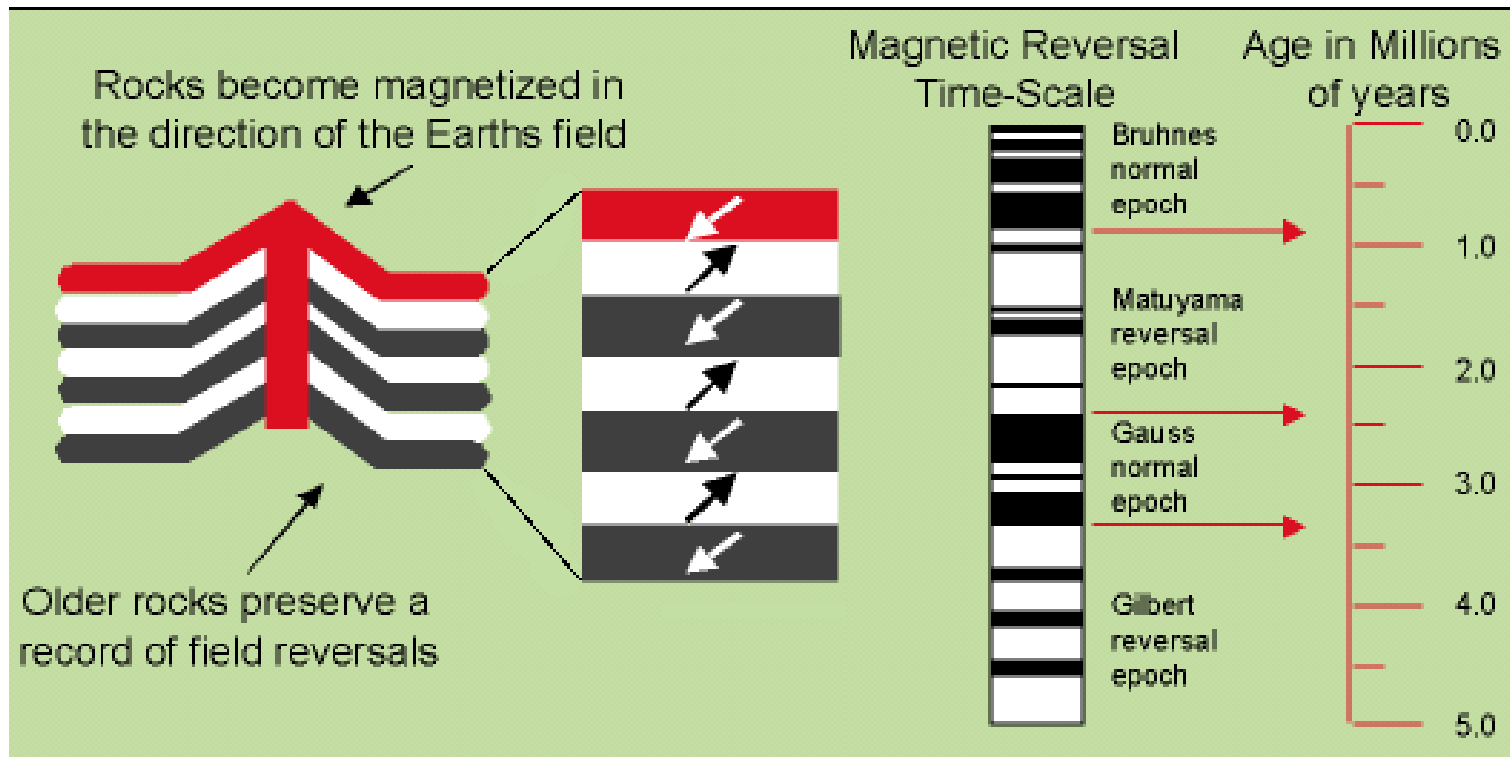 Rocks become magnetized in
the direction of the Earths field
Older rocks preserve a
record of field reversals
Magnetic Reversal
Time-Scale
Bruhnes
normal
epoch
Matuyama
reversal
epoch
Gauss
normal
epoch
Gilbert
reversal
epoch
Age in Millions
of years
0.0
1.0
2.0
3.0
4.0
5.0